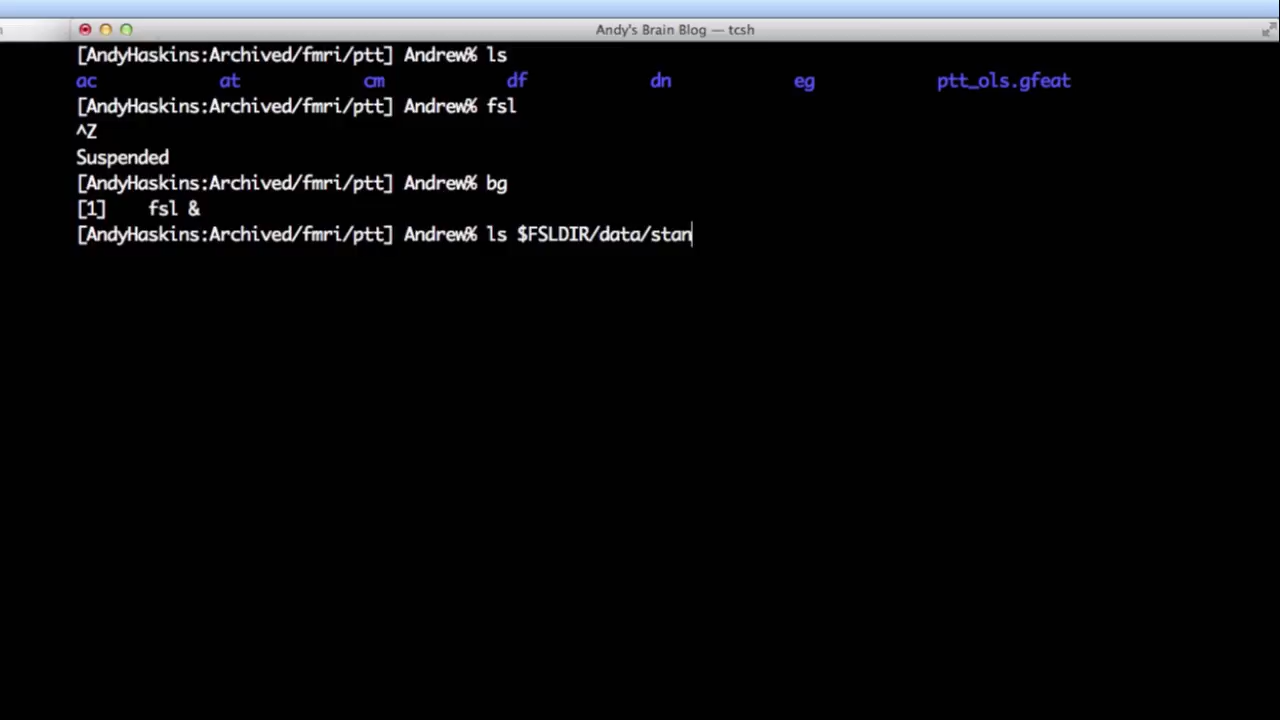 Andy's Brain Blog — tcsh
[AndyHaskins:Archived/fmri/ptt] Andrew% ls
ac at cm df dn eg ptt_ols.gfeat
[AndyHaskins:Archived/fmri/ptt] Andrew% fsl
^Z
Suspended
[AndyHaskins:Archived/fmri/ptt] Andrew% bg
[1] fsl &
[AndyHaskins:Archived/fmri/ptt] Andrew% ls $FSLDIR/data/stan